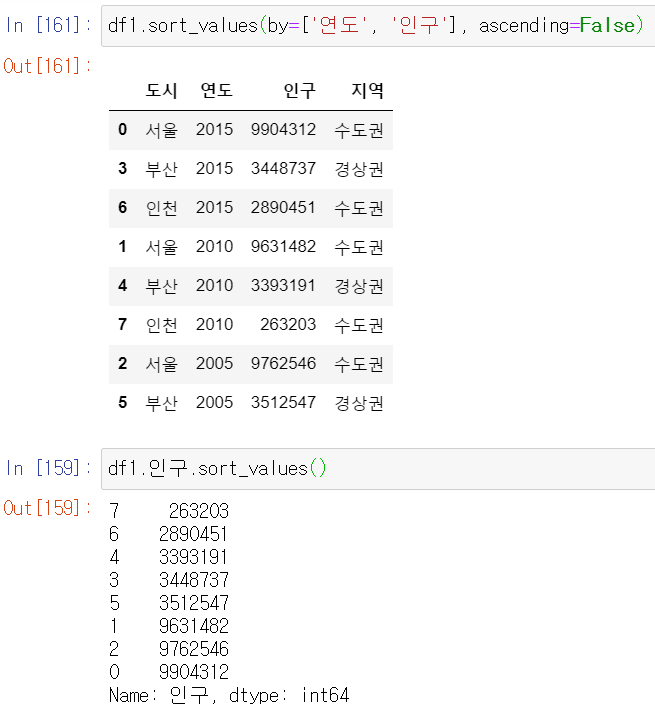 In [161]: df1.sort_values(by=['연도', '인구'], ascending=False)
Out[161]:
도시 연도 인구 지역
0 서울 2015 9904312 수도권
3 부산 2015 3448737 경상권
6 인천 2015 2890451 수도권
1 서울 2010 9631482 수도권
4 부산 2010 3393191 경상권
7 인천 2010 263203 수도권
2 서울 2005 9762546 수도권
5 부산 2005 3512547 경상권
In [159]: df1.인구.sort_values()
Out[159]: 7 263203
6 2890451
4 3393191
3 3448737
5 3512547
1 9631482
2 9762546
0 9904312
Name: 인구, dtype: int64